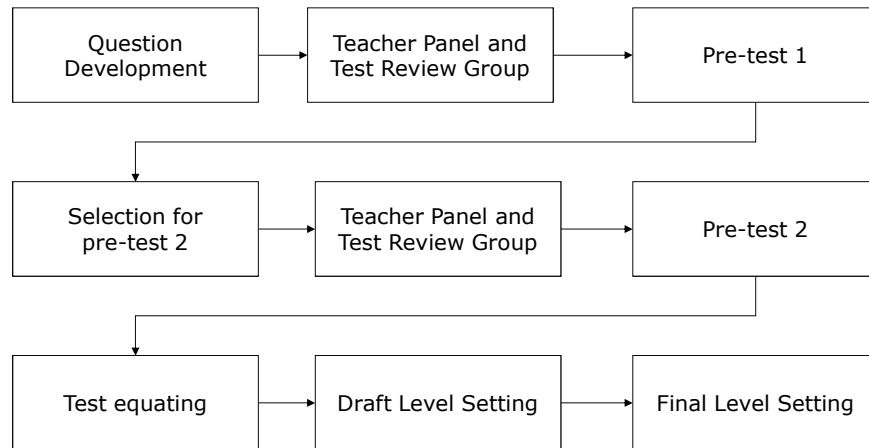 Question
Development
Teacher Panel and
Test Review Group
Pre-test 1
Selection for
pre-test 2
Teacher Panel and
Test Review Group
Pre-test 2
Test equating
Draft Level Setting
Final Level Setting